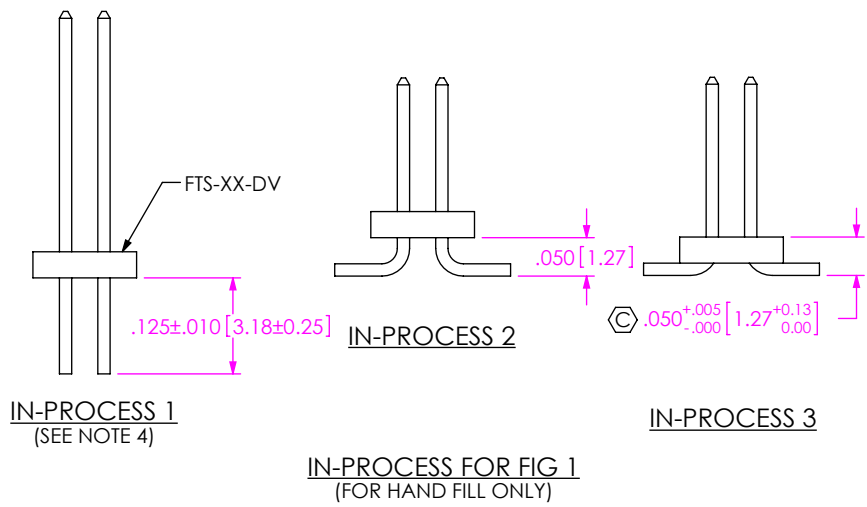 FTS-XX-DV
.125±.010 [3.18±0.25]
IN-PROCESS 1
(SEE NOTE 4)
.050 [1.27]
IN-PROCESS 2
C .050 +.005 -.000 [1.27 +0.13 0.00]
IN-PROCESS 3
IN-PROCESS FOR FIG 1
(FOR HAND FILL ONLY)